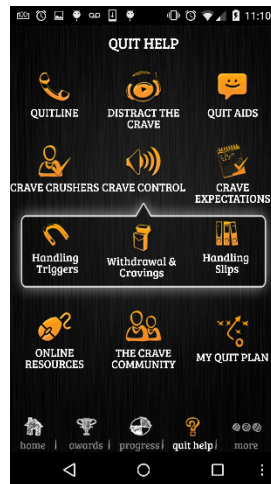 11:10
QUIT HELP
QUITLINE
DISTRACT THE
CRAVE
QUIT AIDS
CRAVE CRUSHERS
CRAVE CONTROL
CRAVE
EXPECTATIONS
Handling
Triggers
Withdrawal &
Cravings
Handling
Slips
ONLINE
RESOURCES
THE CRAVE
COMMUNITY
MY QUIT PLAN
home
awards
progress
quit help
more